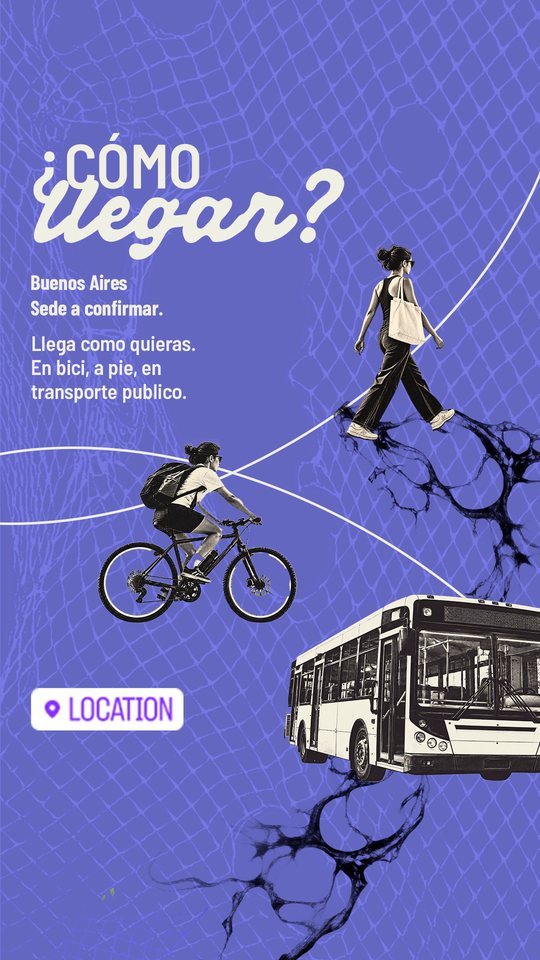 ¿CÓMO
llegar?
Buenos Aires
Sede a confirmar.
Llega como quieras.
En bici, a pie, en
transporte publico.
LOCATION